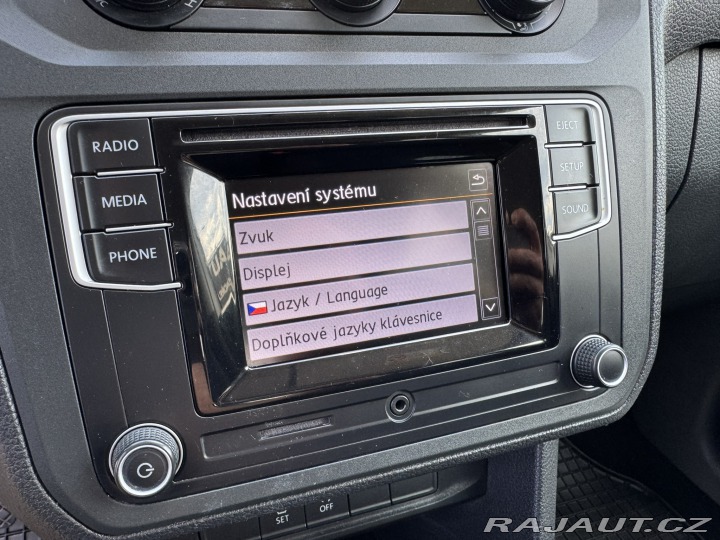 RADIO
MEDIA
PHONE
EJECT
SETUP
SOUND
Nastavení systému
Zvuk
Displej
Jazyk / Language
Doplňkové jazyky klávesnice
SET
OFF
RAJAUT.CZ